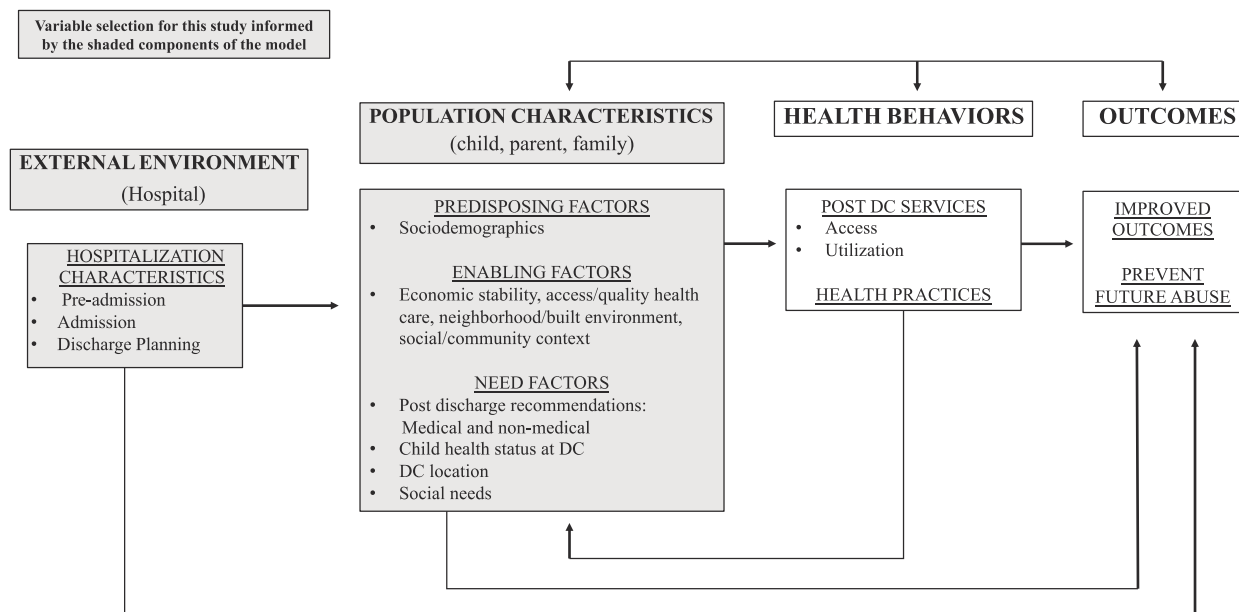 Variable selection for this study informed
by the shaded components of the model
EXTERNAL ENVIRONMENT
(Hospital)
HOSPITALIZATION
CHARACTERISTICS
• Pre-admission
• Admission
• Discharge Planning
POPULATION CHARACTERISTICS
(child, parent, family)
PREDISPOSING FACTORS
• Sociodemographics
ENABLING FACTORS
• Economic stability, access/quality health
care, neighborhood/built environment,
social/community context
NEED FACTORS
• Post discharge recommendations:
Medical and non-medical
• Child health status at DC
• DC location
• Social needs
HEALTH BEHAVIORS
POST DC SERVICES
• Access
• Utilization
HEALTH PRACTICES
OUTCOMES
IMPROVED
OUTCOMES
PREVENT
FUTURE ABUSE